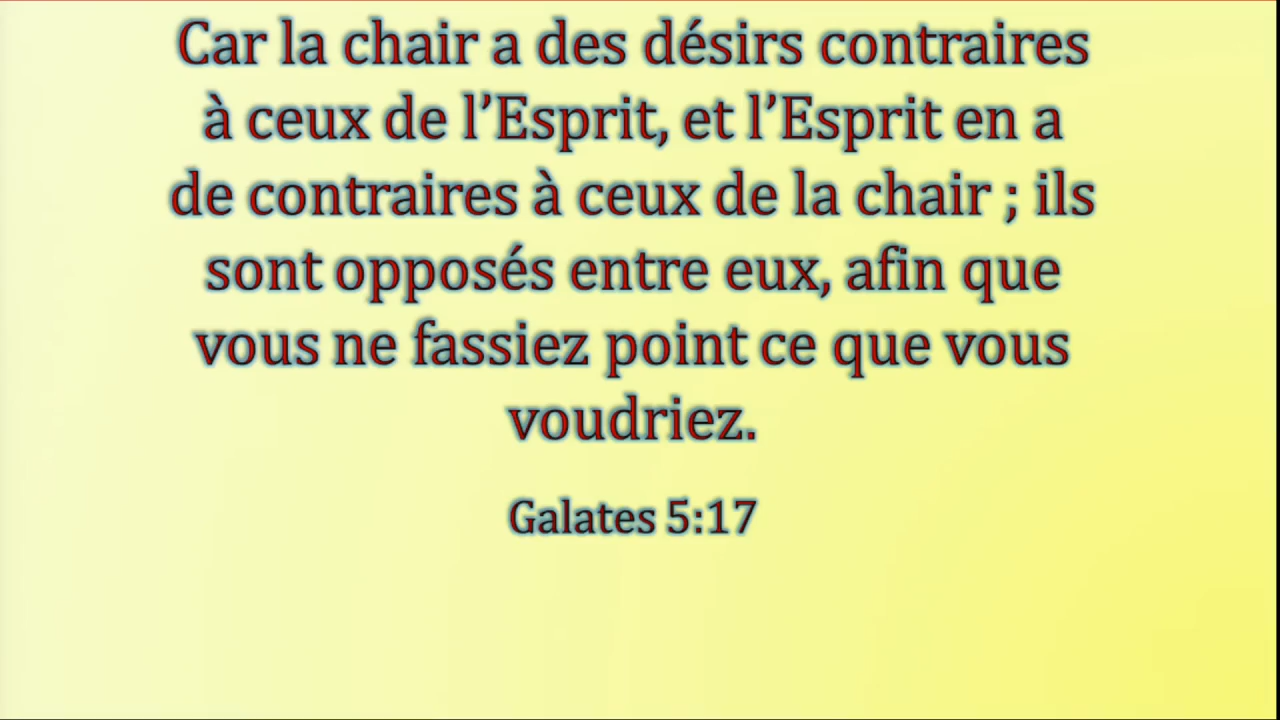 Car la chair a des désirs contraires
à ceux de l’Esprit, et l’Esprit en a
de contraires à ceux de la chair ; ils
sont opposés entre eux, afin que
vous ne fassiez point ce que vous
voudriez.
Galates 5:17